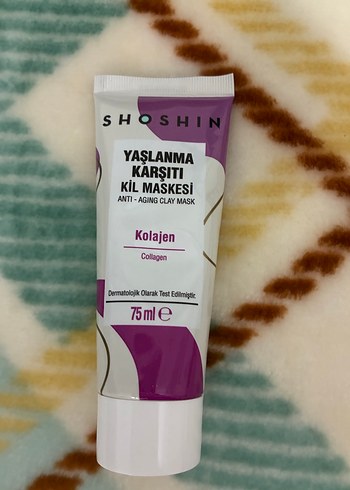 SHOSHIN
YAŞLANMA
KARŞITI
KİL MASKESİ
ANTI - AGING CLAY MASK
Kolajen
Collagen
Dermatolojik Olarak Test Edilmiştir.
75 ml ℮